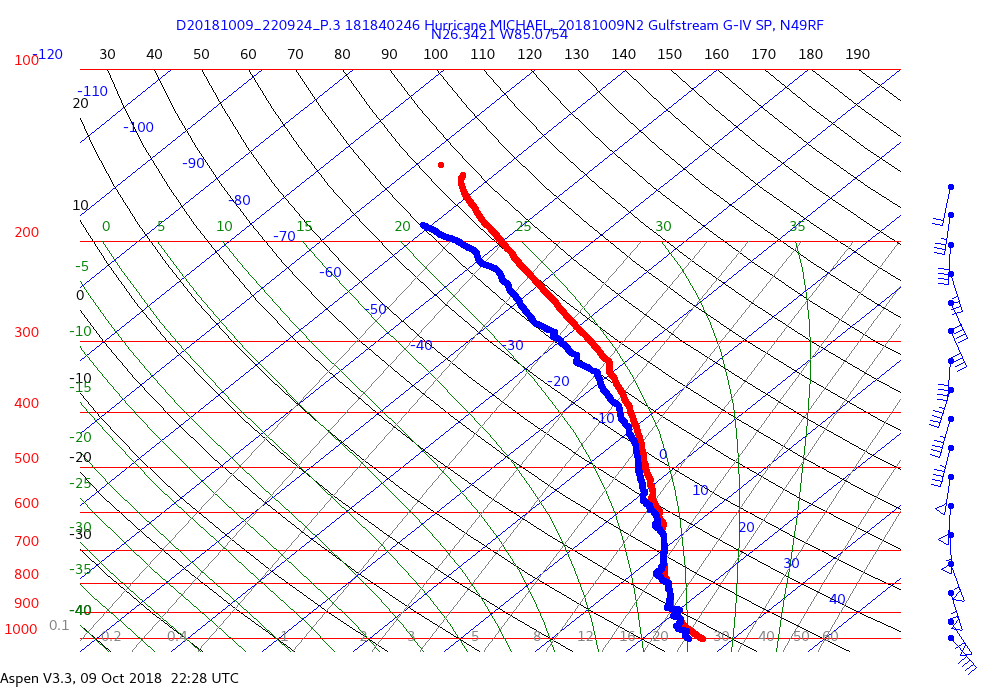 D20181009_220924_P.3 181840246 Hurricane MICHAEL, 20181009N2 Gulfstream G-IV SP, N49RF
N26.3421 W85.0754
100 -120 30 40 50 60 70 80 90 100 110 120 130 140 150 160 170 180 190
-110
20
-100
-90
10 -80
0 5 10 15 20 25 30 35
200 -70
-5 -60
0
-50
300 -10 -40 -30
-10 -15 -20
400 -10
-20
500 -20 0
-25 10
600
-30 20
-30
700
-35 30
800
900 -40 40
1000 0.1 0.2 0.4 1 2 3 5 8 12 16 20 30 40 50 60
Aspen V3.3, 09 Oct 2018 22:28 UTC